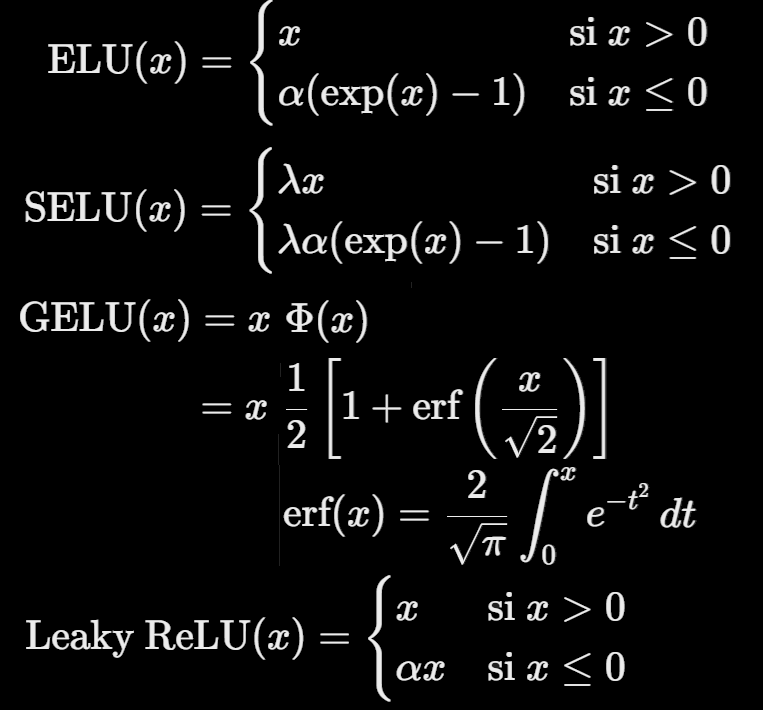 ELU(x) = { x si x > 0
α(exp(x) − 1) si x ≤ 0
SELU(x) = { λx si x > 0
λα(exp(x) − 1) si x ≤ 0
GELU(x) = x Φ(x)
= x 1/2 [1 + erf(x/√2)]
erf(x) = 2/√π ∫₀ˣ e^{−t²} dt
Leaky ReLU(x) = { x si x > 0
αx si x ≤ 0